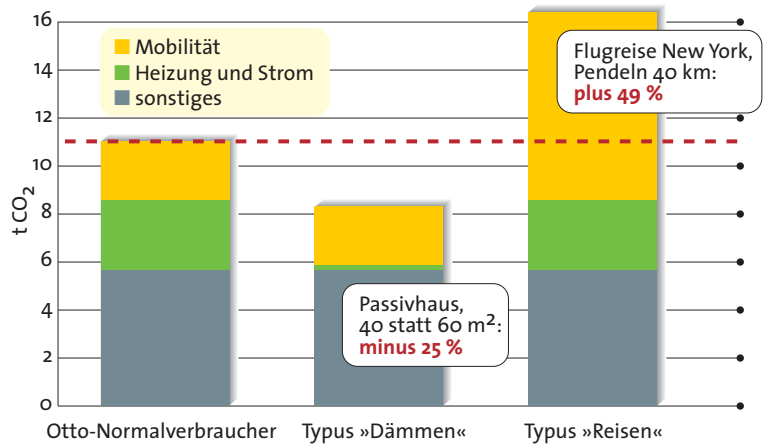 16
14
12
10
8
6
4
2
0
t CO₂
Mobilität
Heizung und Strom
sonstiges
Flugreise New York,
Pendeln 40 km:
plus 49 %
Passivhaus,
40 statt 60 m²:
minus 25 %
Otto-Normalverbraucher
Typus »Dämmen«
Typus »Reisen«